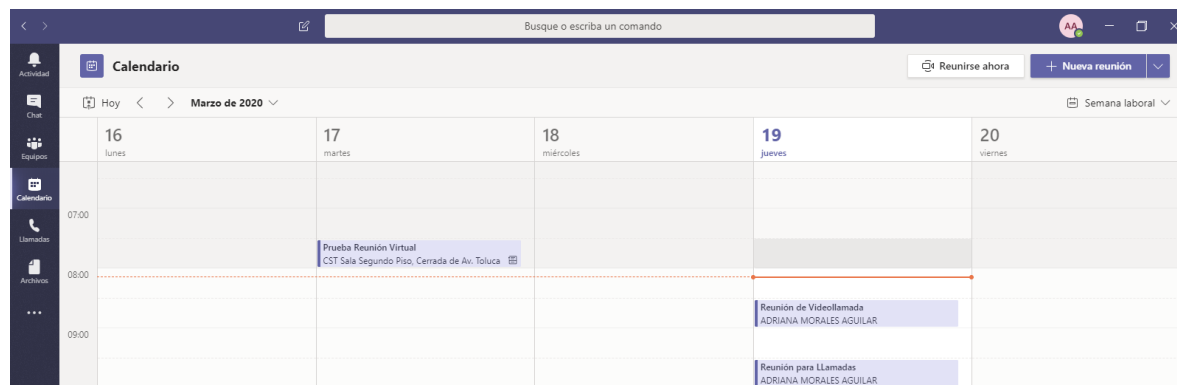 Busque o escriba un comando
AA
Actividad
Chat
Equipos
Calendario
Llamadas
Archivos
Calendario
Reunirse ahora
+ Nueva reunión
Hoy
Marzo de 2020
Semana laboral
16
lunes
17
martes
18
miércoles
19
jueves
20
viernes
07:00
Prueba Reunión Virtual
CST Sala Segundo Piso, Cerrada de Av. Toluca
08:00
Reunión de Videollamada
ADRIANA MORALES AGUILAR
09:00
Reunión para LLamadas
ADRIANA MORALES AGUILAR